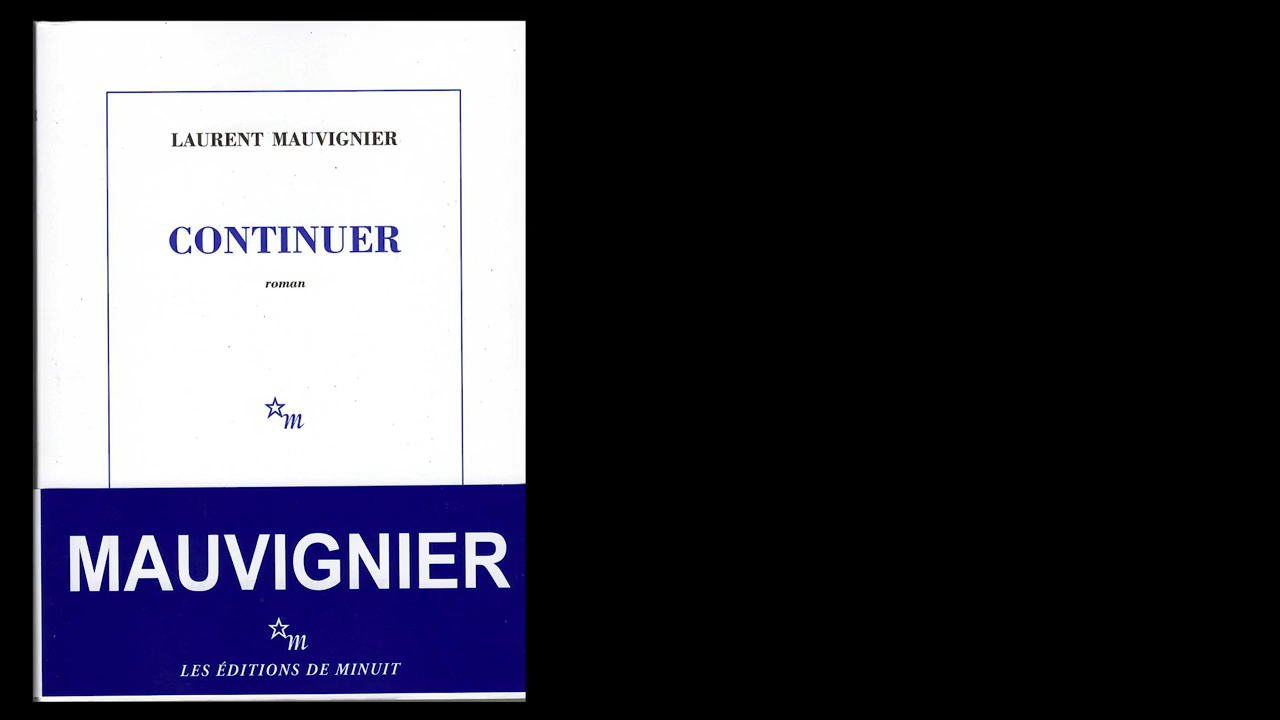 LAURENT MAUVIGNIER
CONTINUER
roman
m
MAUVIGNIER
m
LES ÉDITIONS DE MINUIT